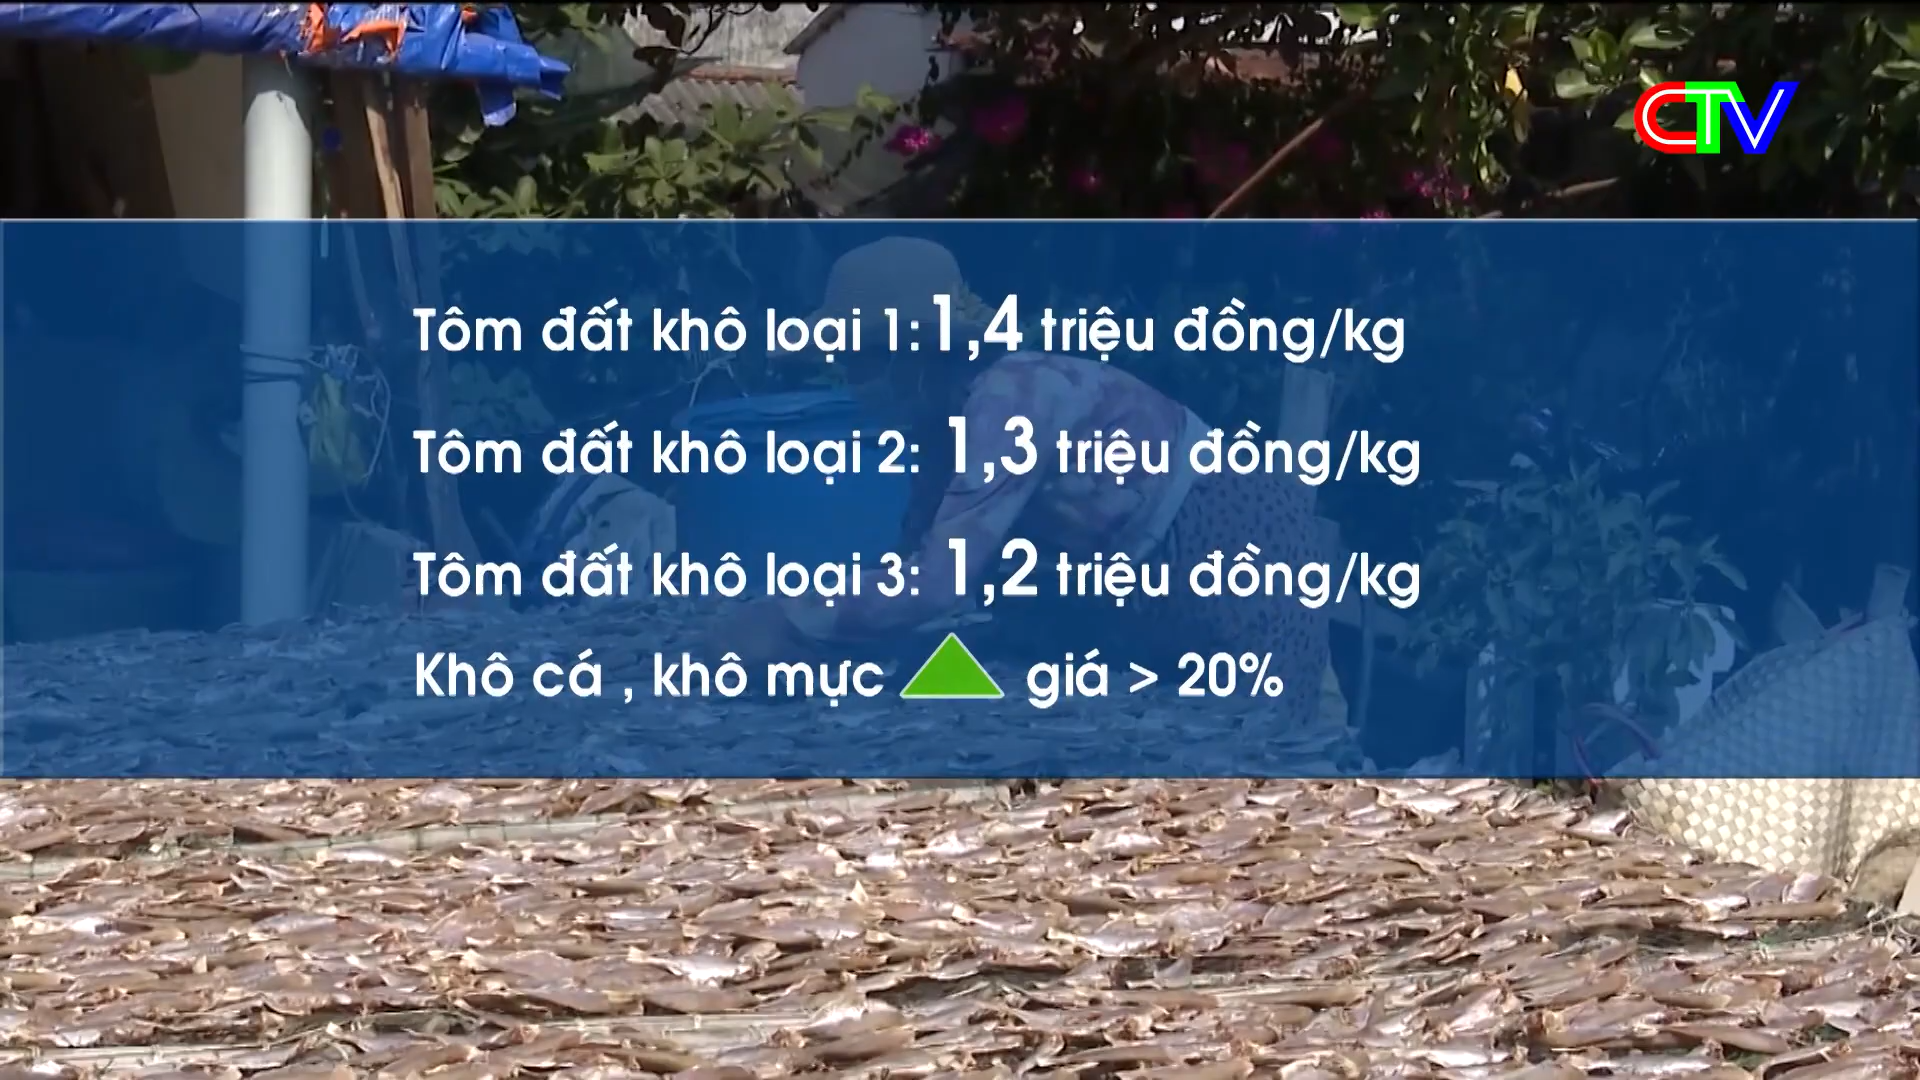 CTV
Tôm đất khô loại 1: 1,4 triệu đồng/kg
Tôm đất khô loại 2: 1,3 triệu đồng/kg
Tôm đất khô loại 3: 1,2 triệu đồng/kg
Khô cá , khô mực giá > 20%